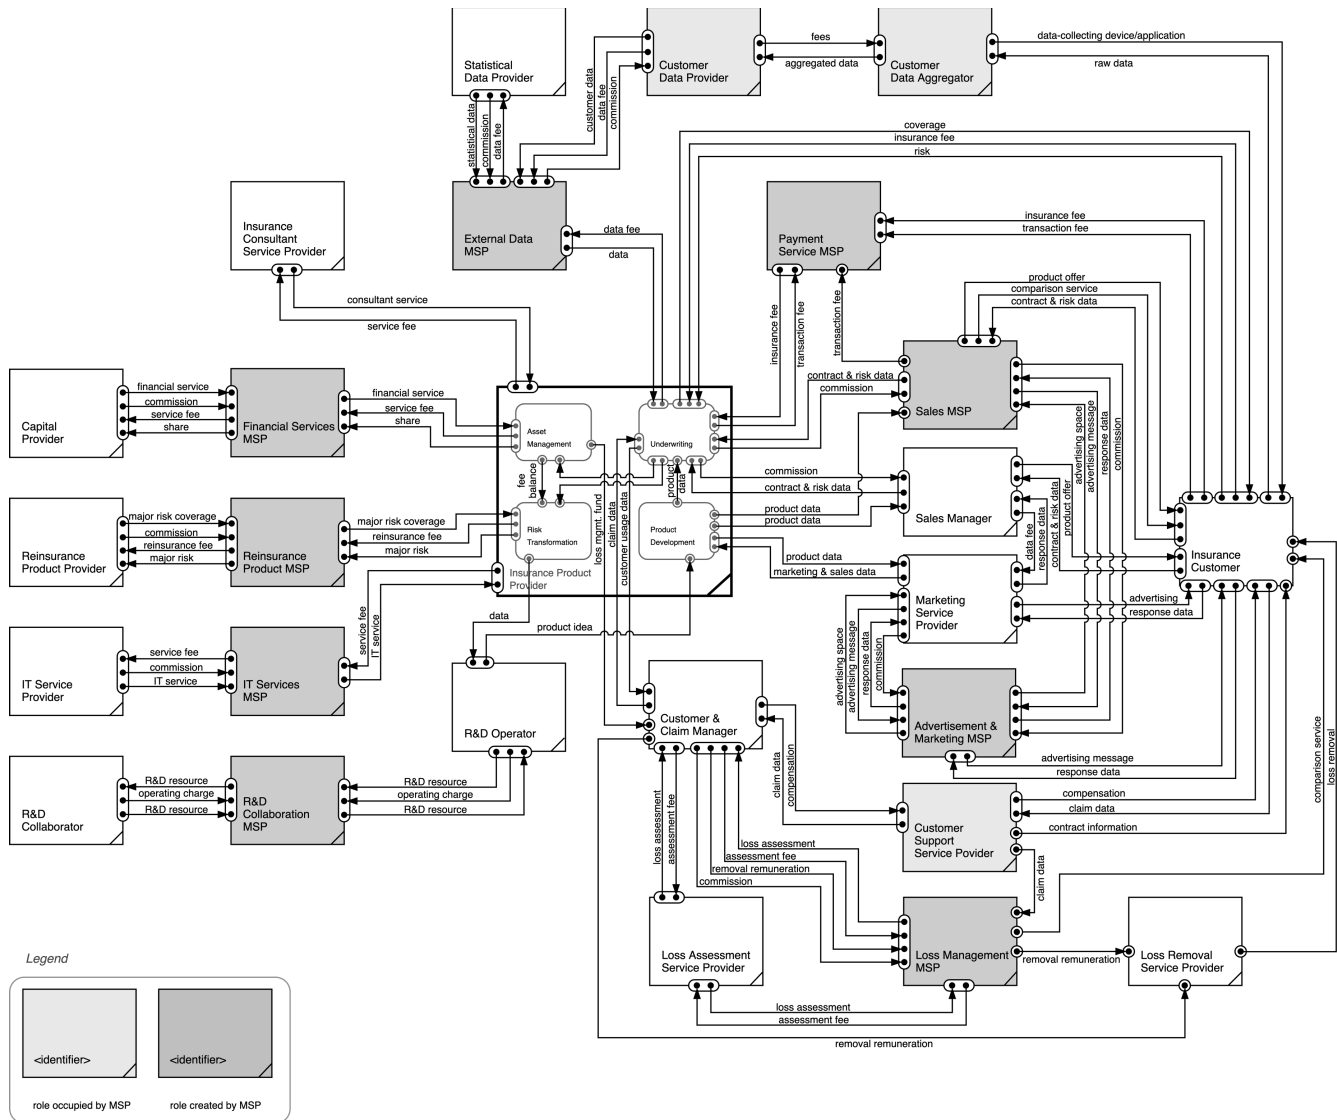 Statistical
Data Provider
Customer
Data Provider
fees
aggregated data
Customer
Data Aggregator
data-collecting device/application
raw data
customer data
data fee
commission
statistical data
commission
data fee
coverage
insurance fee
risk
Insurance
Consultant
Service Provider
External Data
MSP
data fee
data
Payment
Service MSP
insurance fee
transaction fee
consultant service
service fee
product offer
comparison service
contract & risk data
insurance fee
transaction fee
transaction fee
Capital
Provider
financial service
commission
service fee
share
Financial Services
MSP
financial service
service fee
share
Asset
Management
Underwriting
contract & risk data
commission
Sales MSP
advertising space
advertising message
response data
commission
fee
balance
product
data
loss mgmt. fund
claim data
customer usage data
commission
contract & risk data
product data
product data
Sales Manager
data fee
response data
contract & risk data
product offer
Reinsurance
Product Provider
major risk coverage
commission
reinsurance fee
major risk
Reinsurance
Product MSP
major risk coverage
reinsurance fee
major risk
Risk
Transformation
Product
Development
Insurance Product
Provider
product data
marketing & sales data
Insurance
Customer
Marketing
Service
Provider
advertising
response data
service fee
IT service
data
product idea
advertising space
advertising message
response data
commission
IT Service
Provider
service fee
commission
IT service
IT Services
MSP
R&D Operator
Customer &
Claim Manager
Advertisement &
Marketing MSP
advertising message
response data
comparison service
loss removal
R&D
Collaborator
R&D resource
operating charge
R&D resource
R&D
Collaboration
MSP
R&D resource
operating charge
R&D resource
claim data
compensation
loss assessment
assessment fee
Customer
Support
Service Povider
compensation
claim data
contract information
claim data
loss assessment
assessment fee
removal remuneration
commission
Loss Assessment
Service Provider
Loss Management
MSP
removal remuneration
Loss Removal
Service Provider
loss assessment
assessment fee
removal remuneration
Legend
<identifier>
<identifier>
role occupied by MSP
role created by MSP